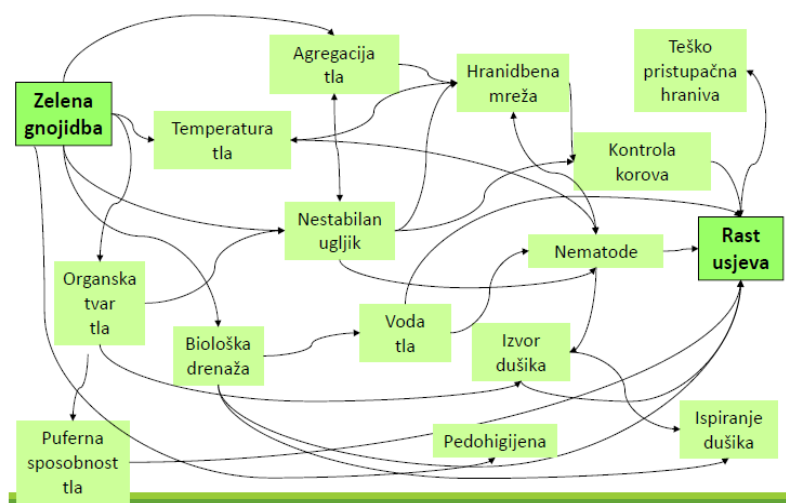 Agregacija
tla
Teško
pristupačna
hraniva
Zelena
gnojidba
Hranidbena
mreža
Temperatura
tla
Kontrola
korova
Nestabilan
ugljik
Nematode
Rast
usjeva
Organska
tvar
tla
Biološka
drenaža
Voda
tla
Izvor
dušika
Puferna
sposobnost
tla
Pedohigijena
Ispiranje
dušika